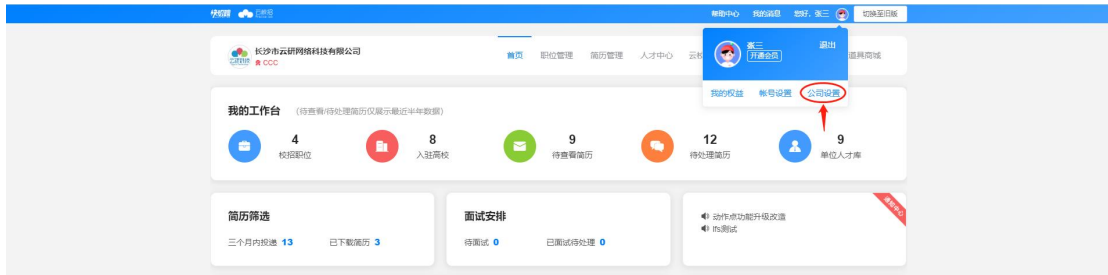 帮助中心 我的消息 您好，张三 切换至旧版
长沙市云研网络科技有限公司
CCC
首页 职位管理 简历管理 人才中心 云校 道具商城
张三 退出
开通会员
我的权益 帐号设置 公司设置
我的工作台 (待查看/待处理简历仅展示最近半年数据)
4 8 9 12 9
校招职位 入驻高校 待查看简历 待处理简历 单位人才库
简历筛选 面试安排
通知中心
动作点功能升级改造
lfs测试
三个月内投递 13 已下载简历 3 待面试 0 已面试待处理 0